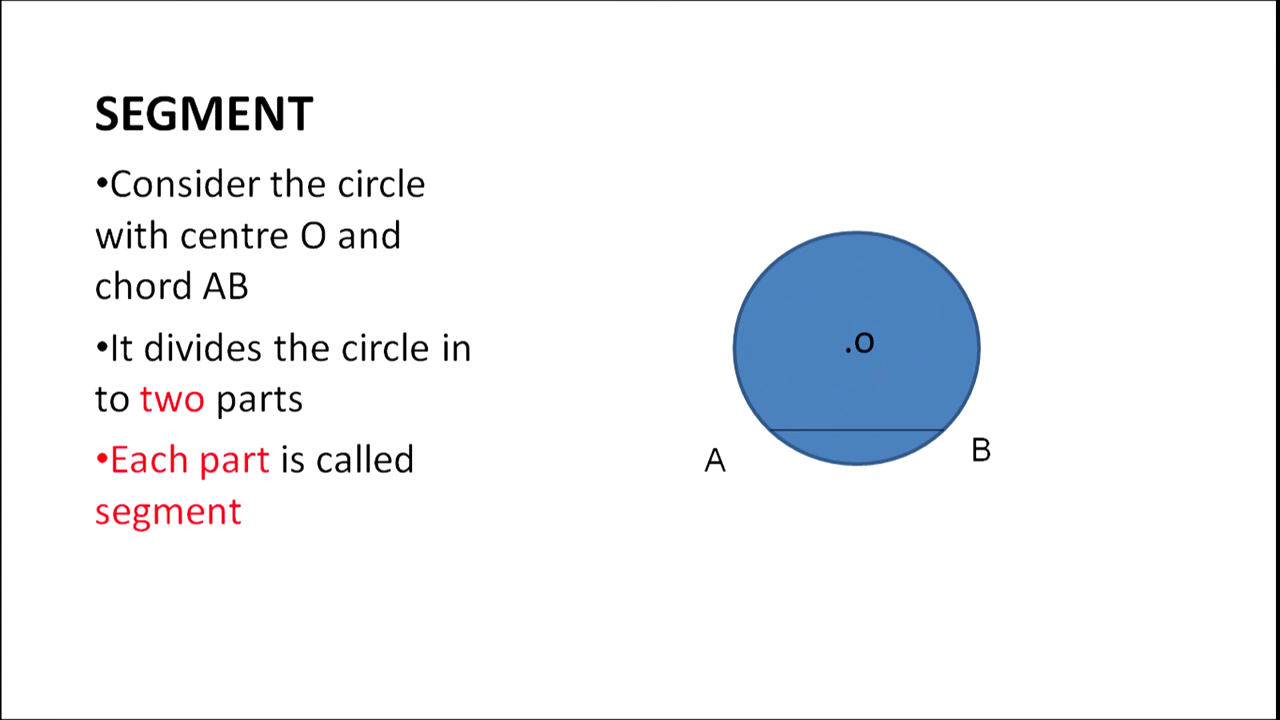 SEGMENT
•Consider the circle
with centre O and
chord AB
•It divides the circle in
to two parts
•Each part is called
segment
.O
A
B